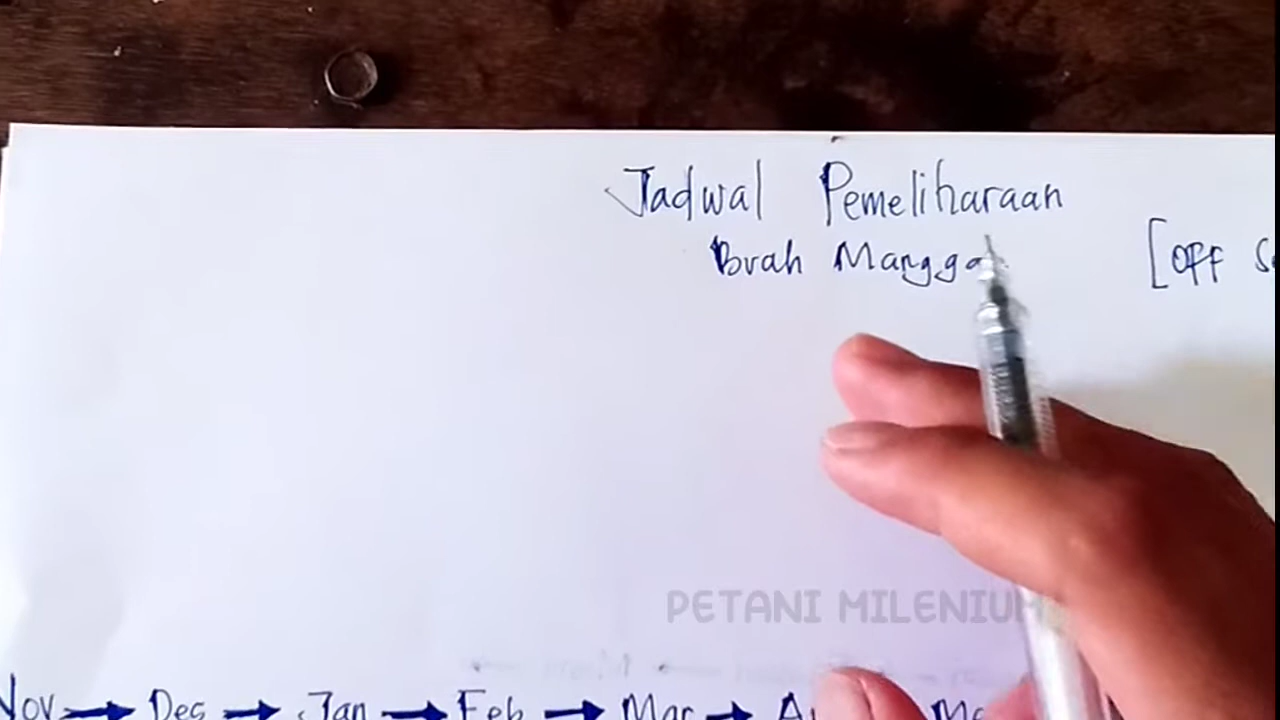 Jadwal Pemeliharaan
Buah Mangga [OFF
PETANI MILENIUM
Nov → Des → Jan → Feb → Mar →